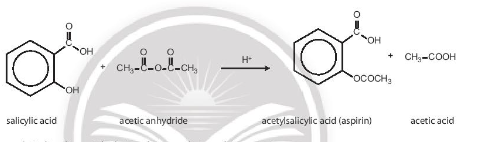 O O
C C
OH OH
O O
+ CH₃–C–O–C–CH₃ H⁺ + CH₃–COOH
OH OCOCH₃
salicylic acid acetic anhydride acetylsalicylic acid (aspirin) acetic acid